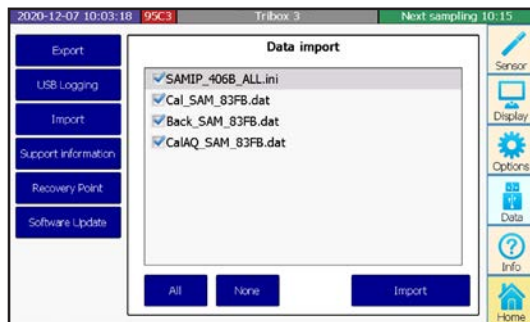 2020-12-07 10:03:18 95C3 Tribox 3 Next sampling 10:15
Export
USB Logging
Import
Support information
Recovery Point
Software Update
Data import
SAMIP_406B_ALL.ini
Cal_SAM_83FB.dat
Back_SAM_83FB.dat
CalAQ_SAM_83FB.dat
All None Import
Sensor
Display
Options
Data
Info
Home